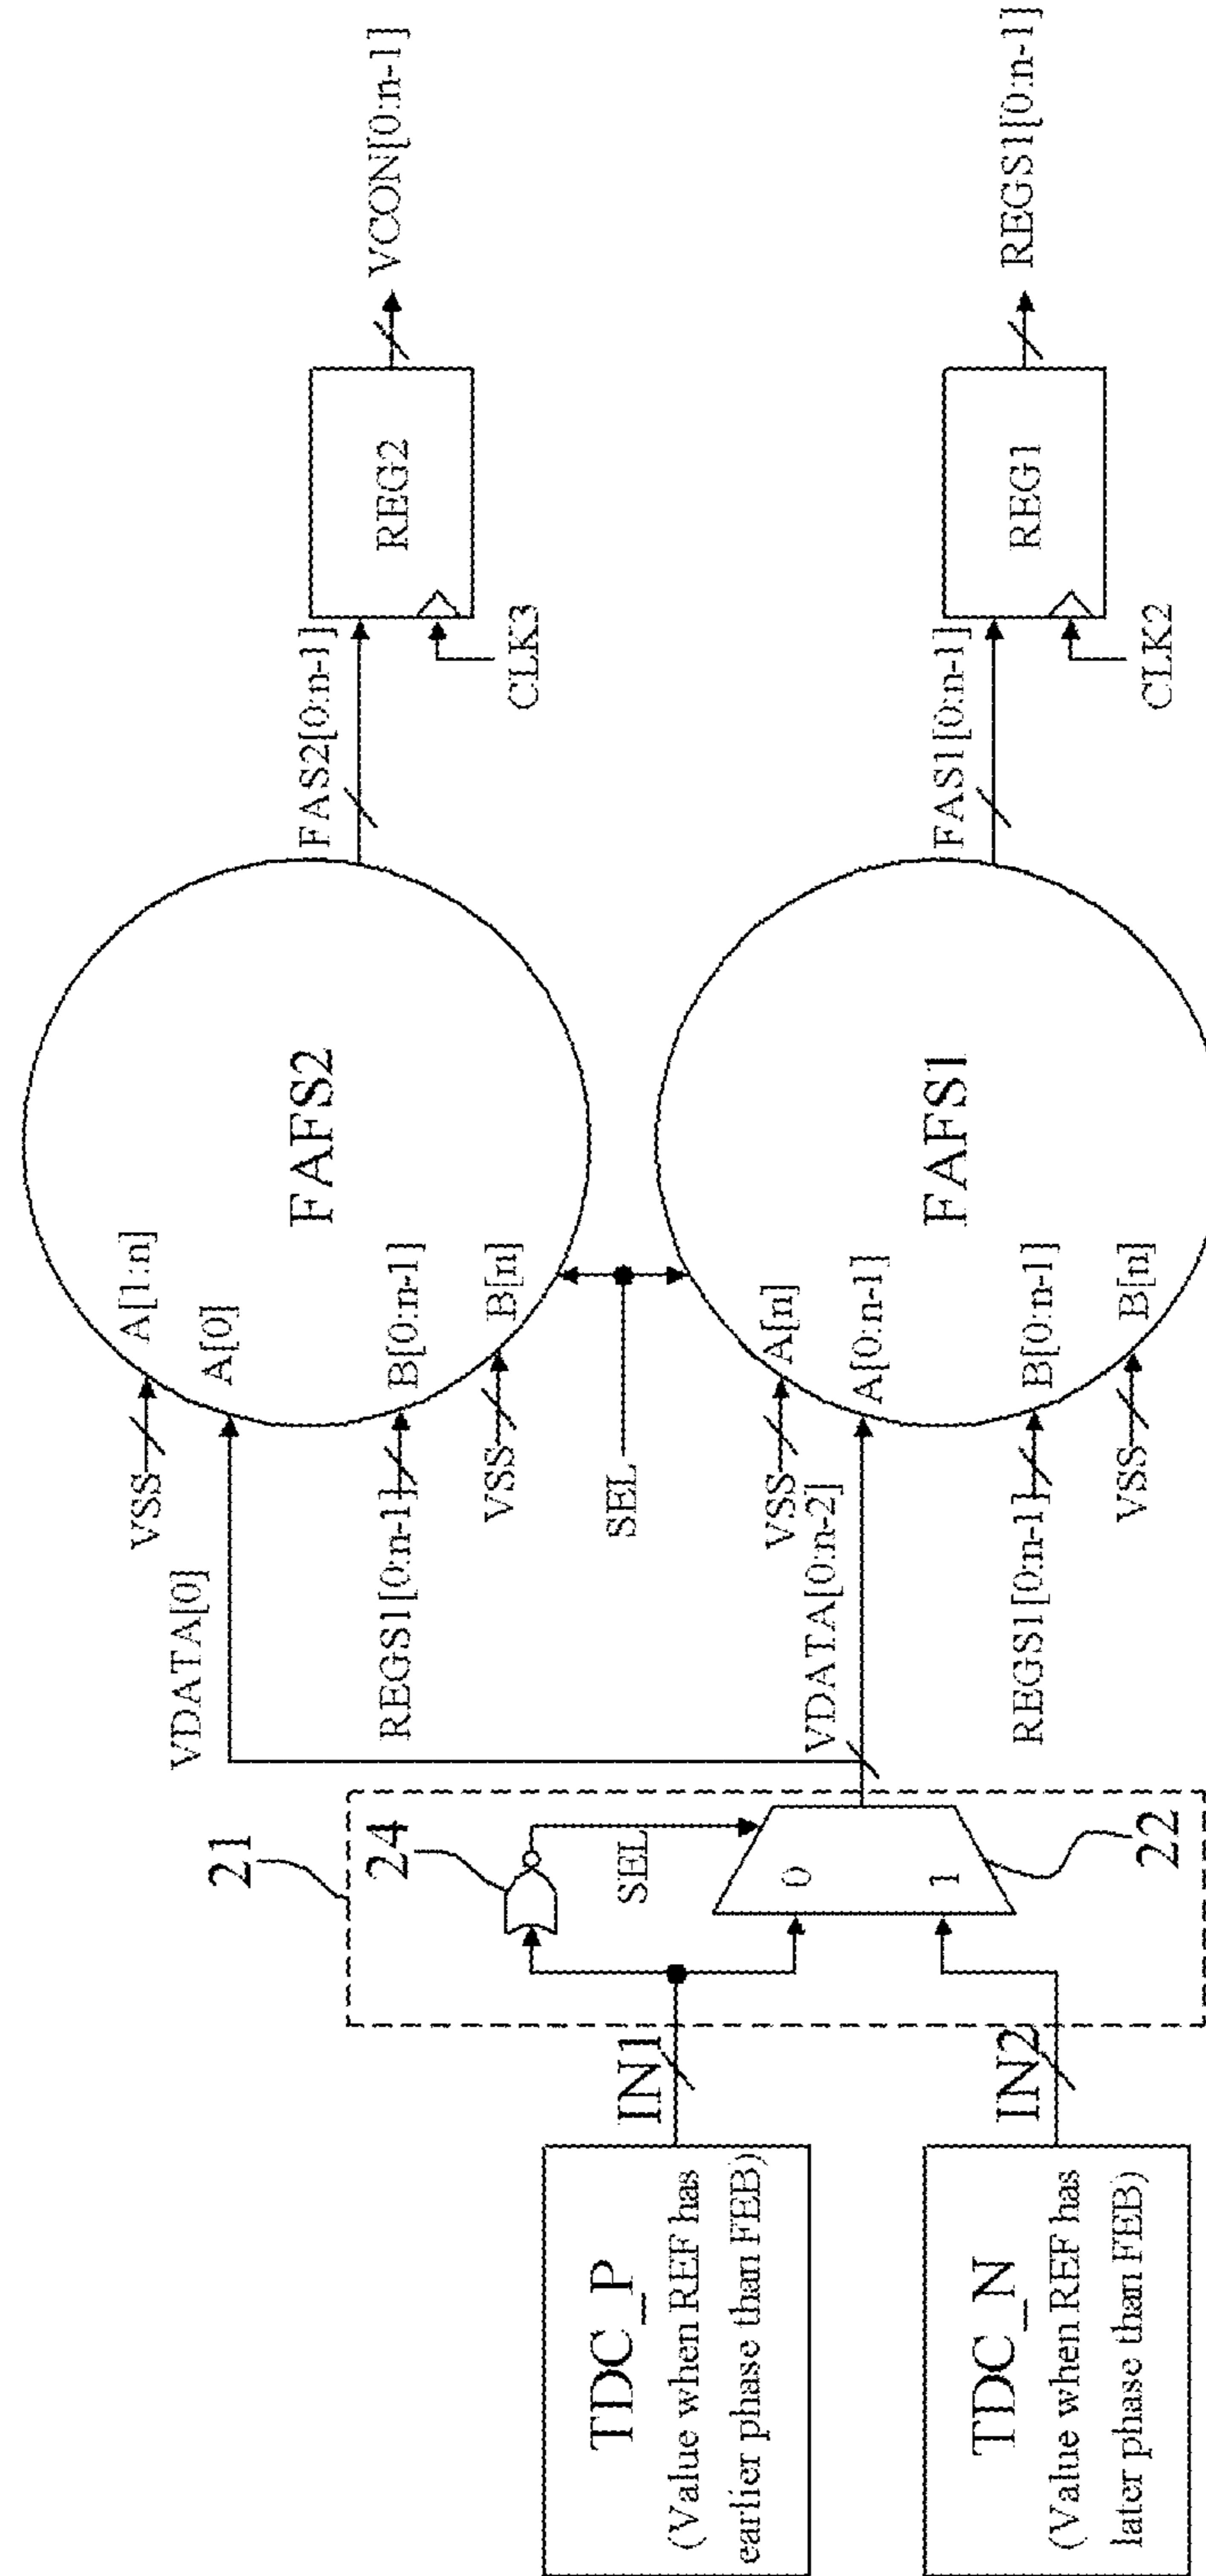 TDC_P
(Value when REF has
earlier phase than FEB)
TDC_N
(Value when REF has
later phase than FEB)
IN1
IN2
21
24
SEL
0
1
22
VDATA[0]
VDATA[0:n-2]
VSS
A[1:n]
A[0]
REGS1[0:n-1]
B[0:n-1]
VSS
B[n]
FAFS2
SEL
VSS
A[n]
A[0:n-1]
REGS1[0:n-1]
B[0:n-1]
VSS
B[n]
FAFS1
FAS2[0:n-1]
REG2
CLK3
VCON[0:n-1]
FAS1[0:n-1]
REG1
CLK2
REGS1[0:n-1]